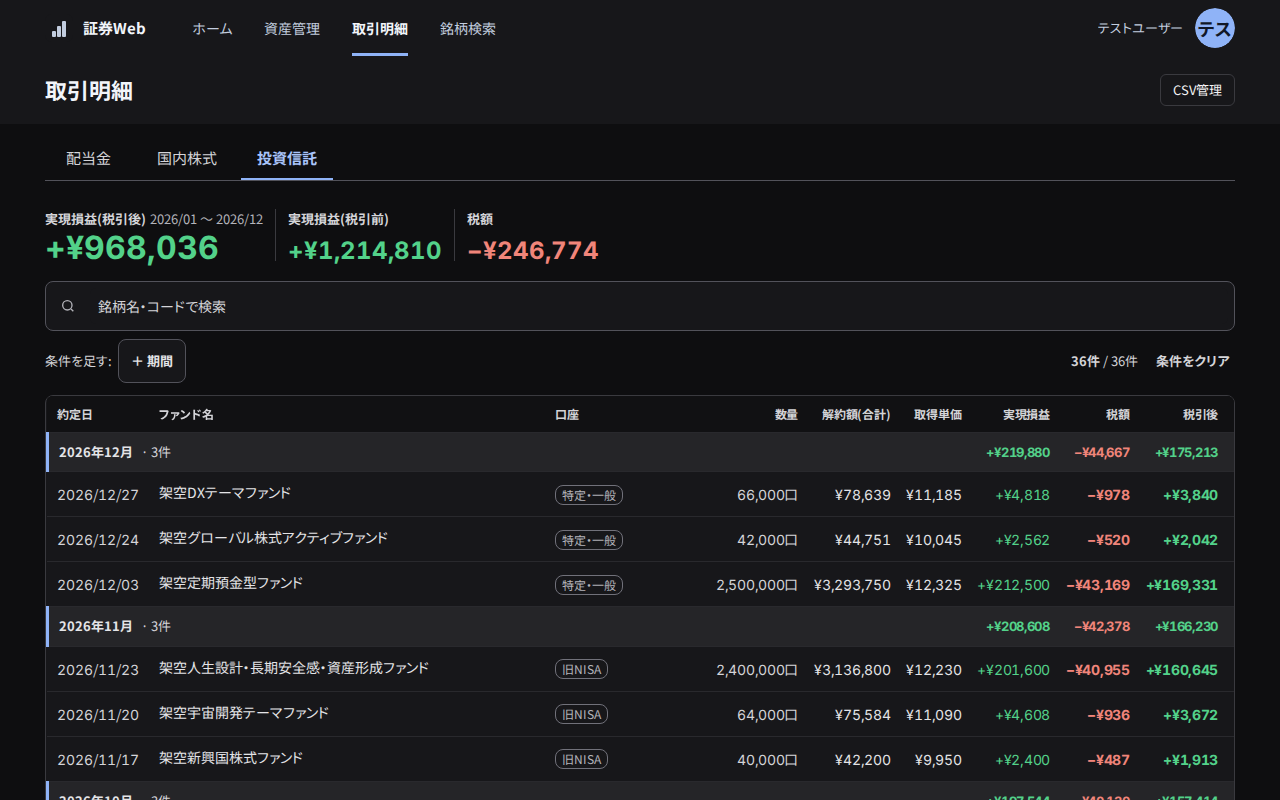 証券Web ホーム 資産管理 取引明細 銘柄検索 テストユーザー テス
取引明細 CSV管理
配当金 国内株式 投資信託
実現損益(税引後) 2026/01 〜 2026/12 実現損益(税引前) 税額
+¥968,036 +¥1,214,810 −¥246,774
銘柄名・コードで検索
条件を足す: + 期間 36件 / 36件 条件をクリア
約定日 ファンド名 口座 数量 解約額(合計) 取得単価 実現損益 税額 税引後
2026年12月 · 3件 +¥219,880 −¥44,667 +¥175,213
2026/12/27 架空DXテーマファンド 特定・一般 66,000口 ¥78,639 ¥11,185 +¥4,818 −¥978 +¥3,840
2026/12/24 架空グローバル株式アクティブファンド 特定・一般 42,000口 ¥44,751 ¥10,045 +¥2,562 −¥520 +¥2,042
2026/12/03 架空定期預金型ファンド 特定・一般 2,500,000口 ¥3,293,750 ¥12,325 +¥212,500 −¥43,169 +¥169,331
2026年11月 · 3件 +¥208,608 −¥42,378 +¥166,230
2026/11/23 架空人生設計・長期安全感・資産形成ファンド 旧NISA 2,400,000口 ¥3,136,800 ¥12,230 +¥201,600 −¥40,955 +¥160,645
2026/11/20 架空宇宙開発テーマファンド 旧NISA 64,000口 ¥75,584 ¥11,090 +¥4,608 −¥936 +¥3,672
2026/11/17 架空新興国株式ファンド 旧NISA 40,000口 ¥42,200 ¥9,950 +¥2,400 −¥487 +¥1,913
2026年10月 · 3件